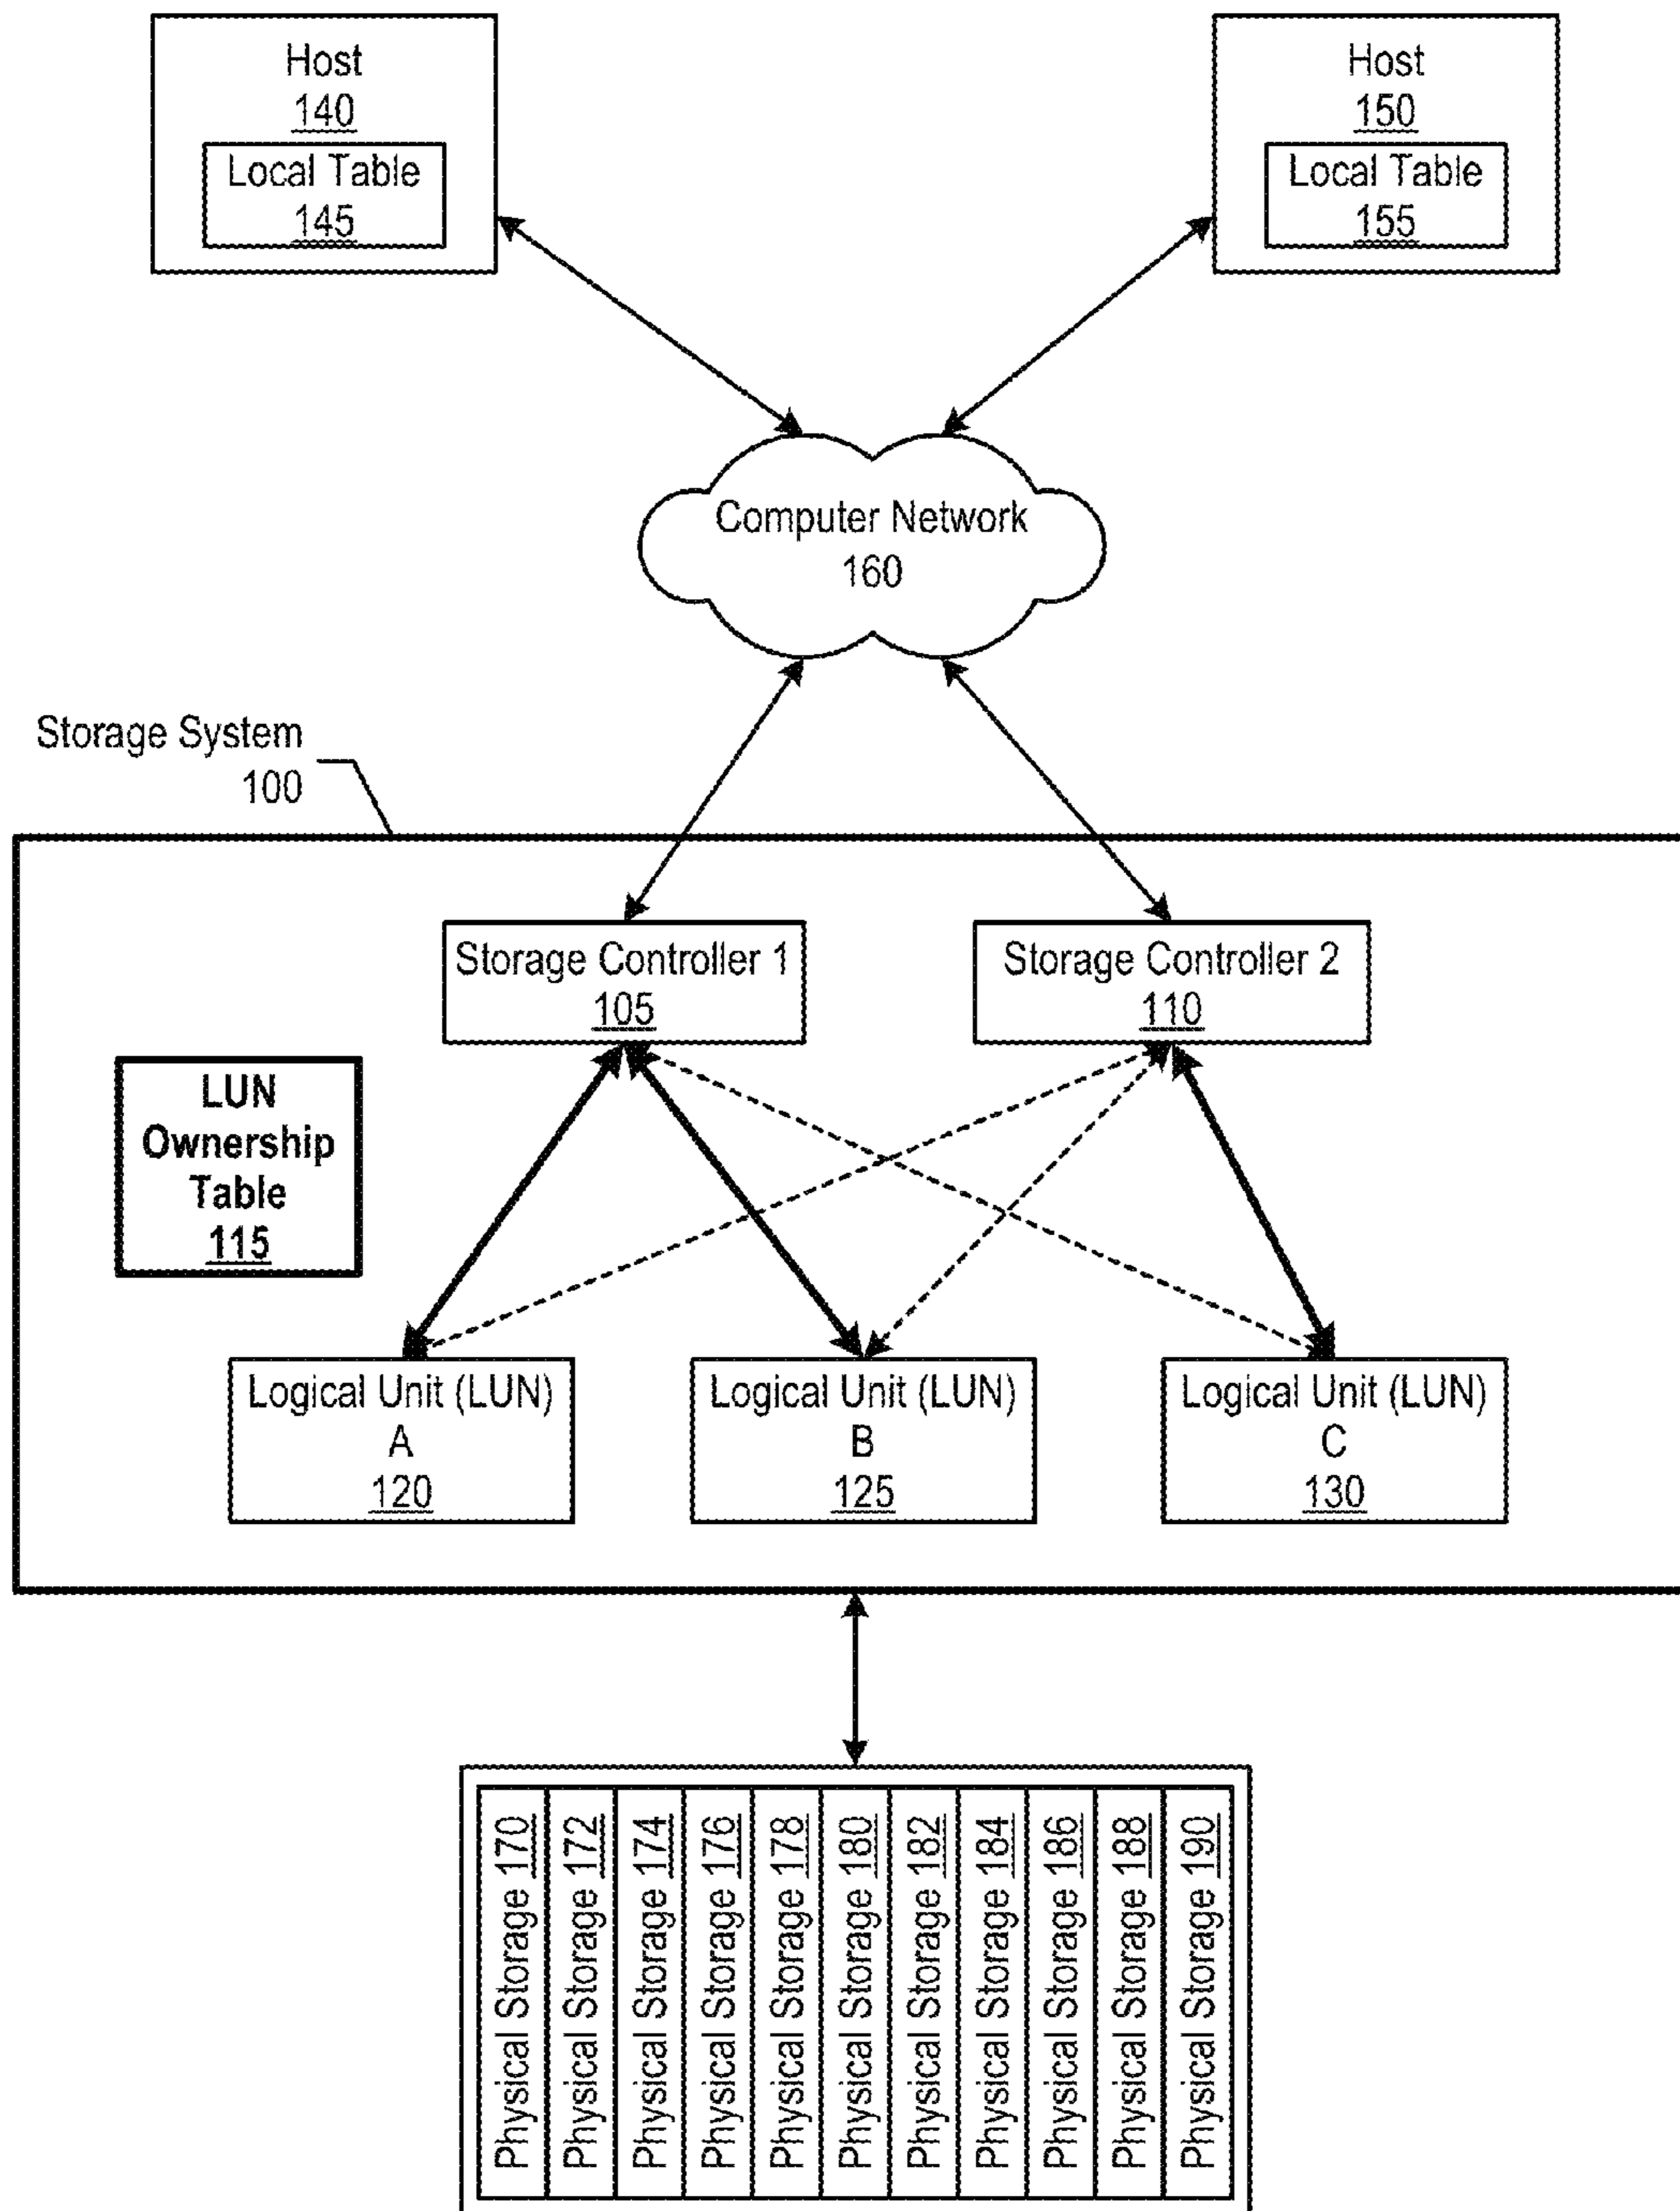 Host
140
Local Table
145
Host
150
Local Table
155
Computer Network
160
Storage System
100
Storage Controller 1
105
Storage Controller 2
110
LUN
Ownership
Table
115
Logical Unit (LUN)
A
120
Logical Unit (LUN)
B
125
Logical Unit (LUN)
C
130
Physical Storage 170
Physical Storage 172
Physical Storage 174
Physical Storage 176
Physical Storage 178
Physical Storage 180
Physical Storage 182
Physical Storage 184
Physical Storage 186
Physical Storage 188
Physical Storage 190